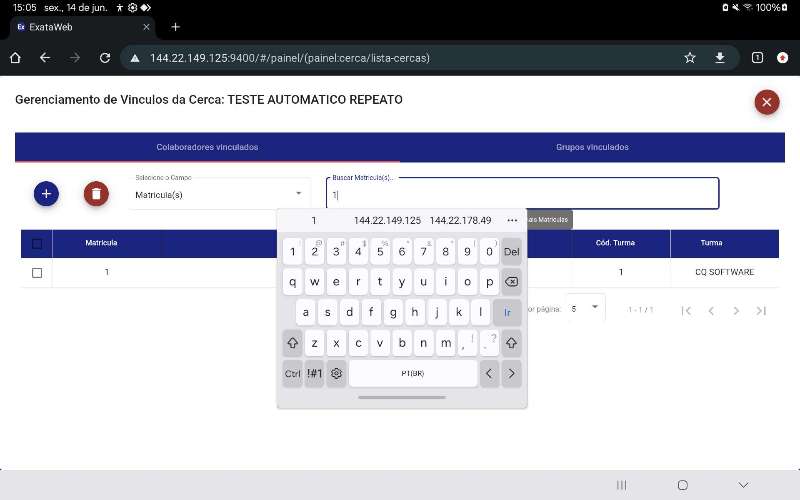 15:05 sex., 14 de jun. 100%
Ex ExataWeb
144.22.149.125:9400/#/painel/(painel:cerca/lista-cercas) 1
Gerenciamento de Vinculos da Cerca: TESTE AUTOMATICO REPEATO
Colaboradores vinculados Grupos vinculados
Selecione o Campo
Matricula(s)
Buscar Matricula(s)...
1
ais Matriculas
Matricula Cód. Turma Turma
1 1 CQ SOFTWARE
or página: 5 1 - 1 / 1
1 144.22.149.125 144.22.178.49 ...
1 2 3 4 5 6 7 8 9 0 Del
q w e r t y u i o p
a s d f g h j k l Ir
z x c v b n m , ! . ?
Ctrl !#1 PT(BR) < >